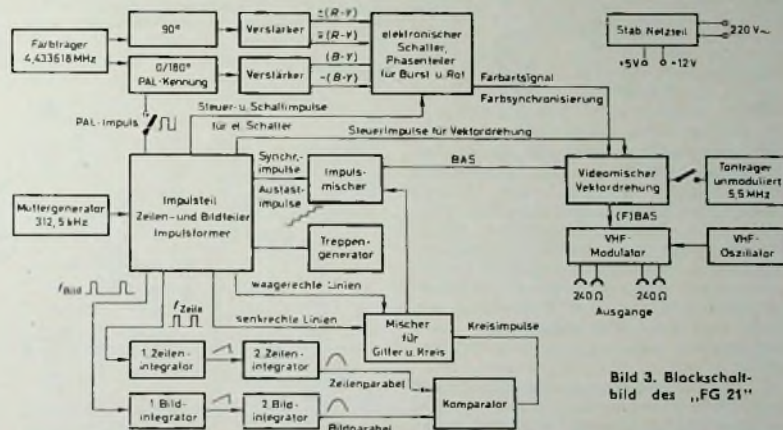 Farbträger
4,433618 MHz
90°
0/180°
PAL-Kennung
Verstärker
Verstärker
±(R-Y)
∓(R-Y)
(B-Y)
-(B-Y)
elektronischer
Schalter,
Phasenteiler
für Burst u. Rot
Stab. Netzteil
220V~
+5V
+12V
Farbartsignal
Farbsynchronisierung
PAL-Impuls
Steuer- u. Schaltimpulse
für el. Schalter
Steuerimpulse für Vektordrehung
Muttergenerator
312,5 kHz
Impulsteil
Zeilen- und Bildteiler
Impulsformer
Synchr.-
impulse
Austast-
impulse
Impuls-
mischer
BAS
Videomischer
Vektordrehung
Tonträger
unmoduliert
5,5 MHz
Treppen-
generator
(F)BAS
VHF-
Modulator
VHF-
Oszillator
240 Ω
240 Ω
Ausgänge
fBild
fZeile
waagerechte Linien
senkrechte Linien
Mischer
für
Gitter u. Kreis
Kreisimpulse
1. Zeilen-
integrator
2. Zeilen-
integrator
Zeilenparabel
1. Bild-
integrator
2. Bild-
integrator
Bildparabel
Komparator
Bild 3. Blockschalt-
bild des „FG 21"